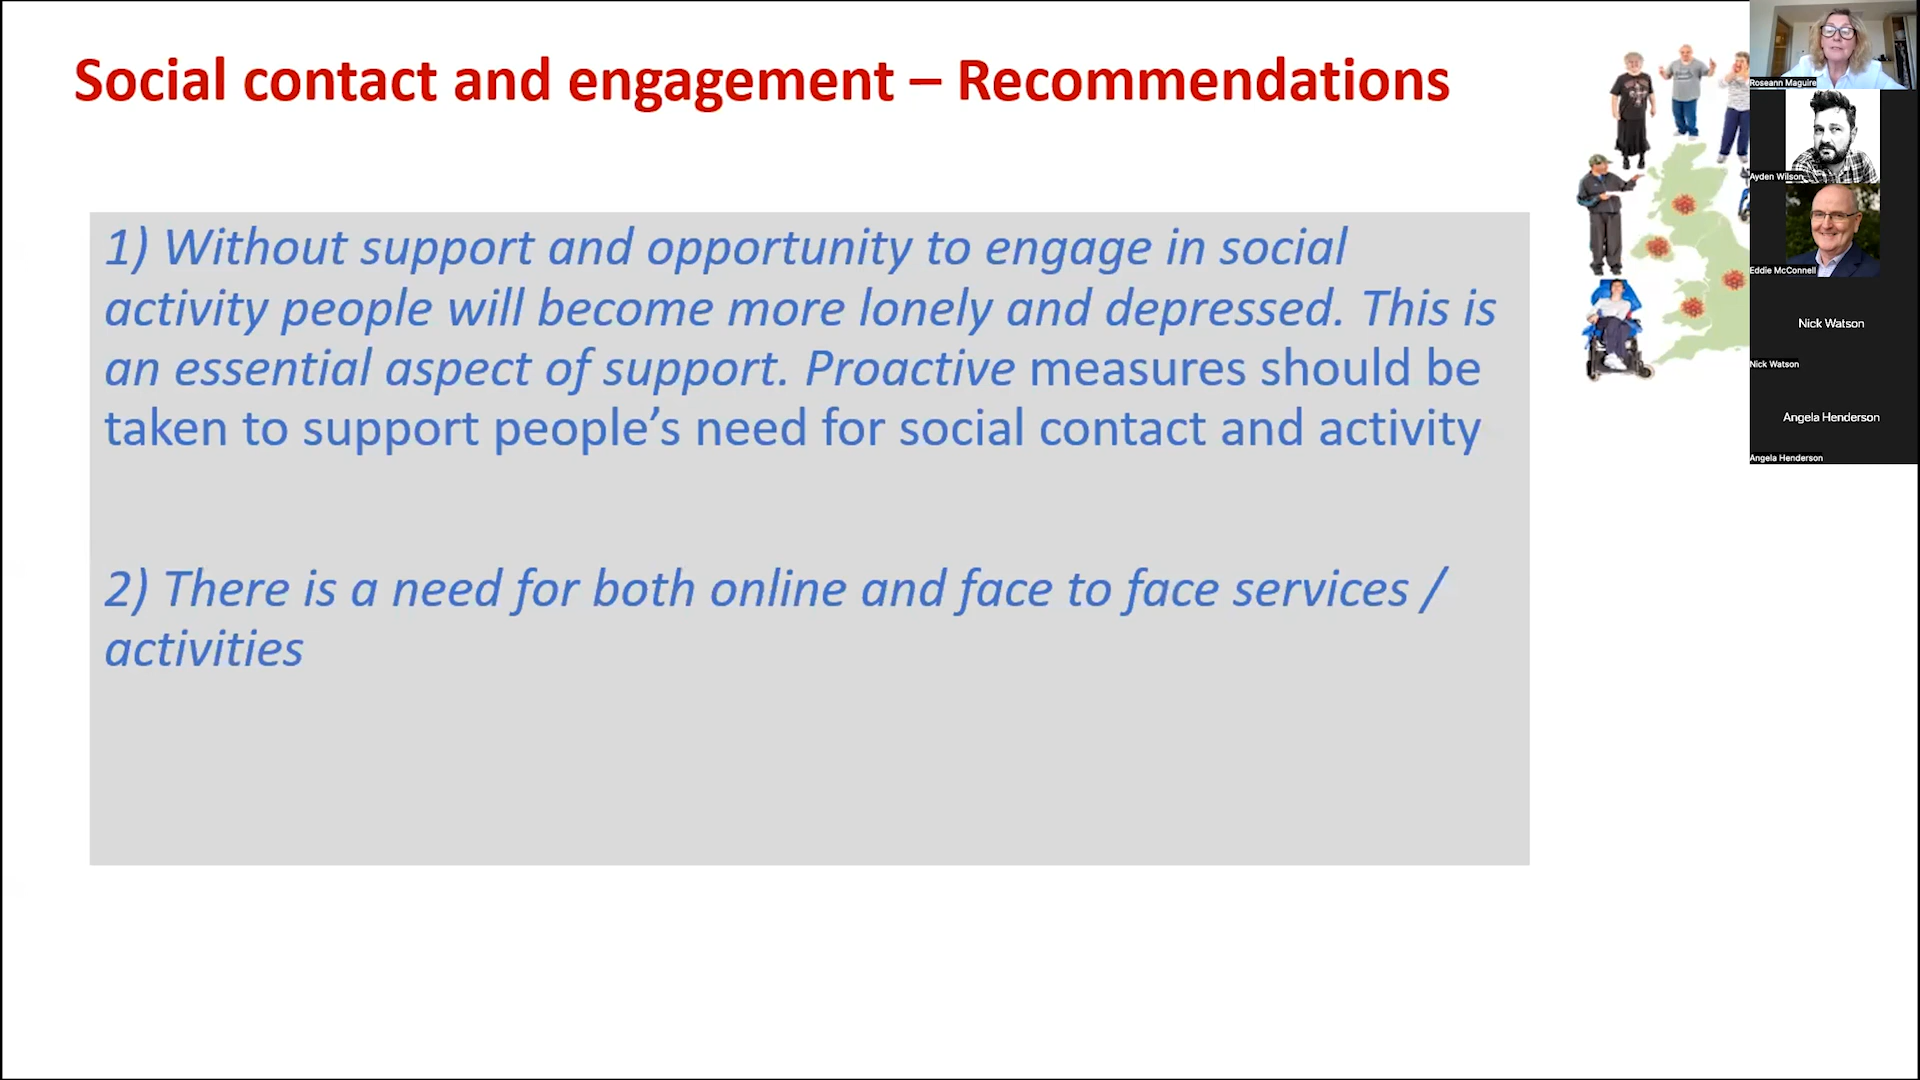 Social contact and engagement – Recommendations
1) Without support and opportunity to engage in social
activity people will become more lonely and depressed. This is
an essential aspect of support. Proactive measures should be
taken to support people’s need for social contact and activity
2) There is a need for both online and face to face services /
activities
Roseann Maguire
Ayden Wilson
Eddie McConnell
Nick Watson
Nick Watson
Angela Henderson
Angela Henderson